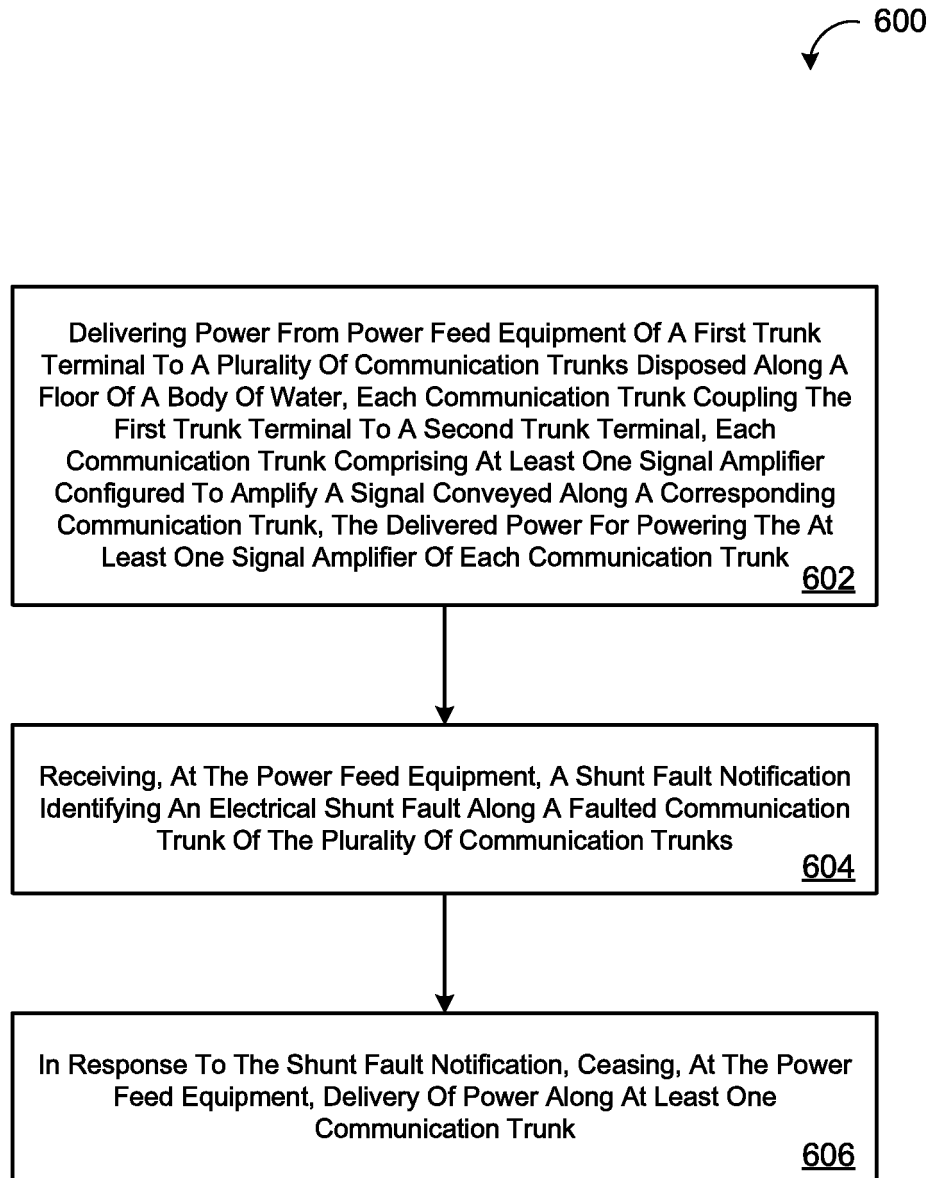 600
Delivering Power From Power Feed Equipment Of A First Trunk
Terminal To A Plurality Of Communication Trunks Disposed Along A
Floor Of A Body Of Water, Each Communication Trunk Coupling The
First Trunk Terminal To A Second Trunk Terminal, Each
Communication Trunk Comprising At Least One Signal Amplifier
Configured To Amplify A Signal Conveyed Along A Corresponding
Communication Trunk, The Delivered Power For Powering The At
Least One Signal Amplifier Of Each Communication Trunk
602
Receiving, At The Power Feed Equipment, A Shunt Fault Notification
Identifying An Electrical Shunt Fault Along A Faulted Communication
Trunk Of The Plurality Of Communication Trunks
604
In Response To The Shunt Fault Notification, Ceasing, At The Power
Feed Equipment, Delivery Of Power Along At Least One
Communication Trunk
606